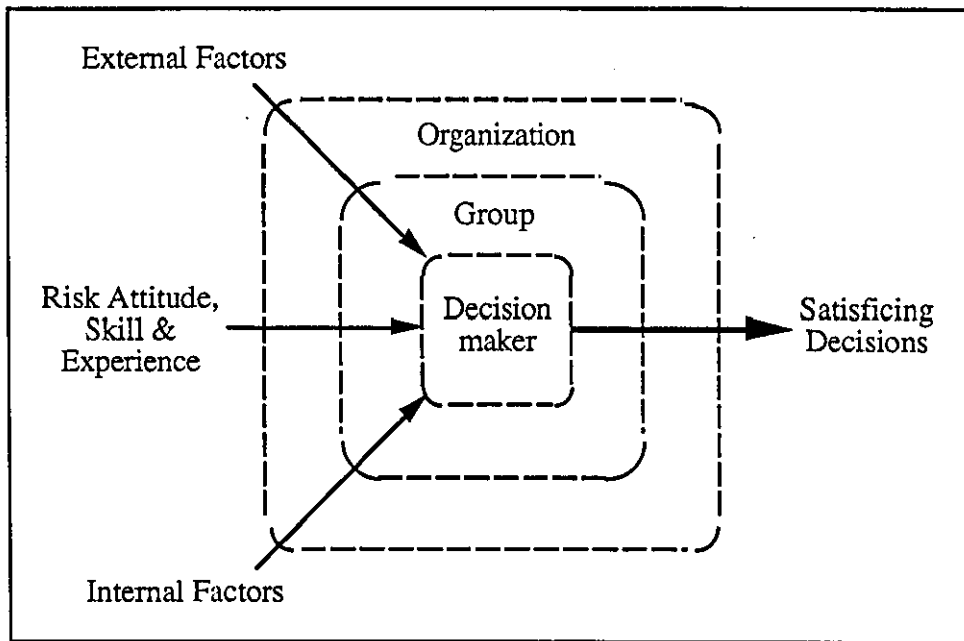 External Factors
Organization
Group
Risk Attitude,
Skill &
Experience
Decision
maker
Satisficing
Decisions
Internal Factors